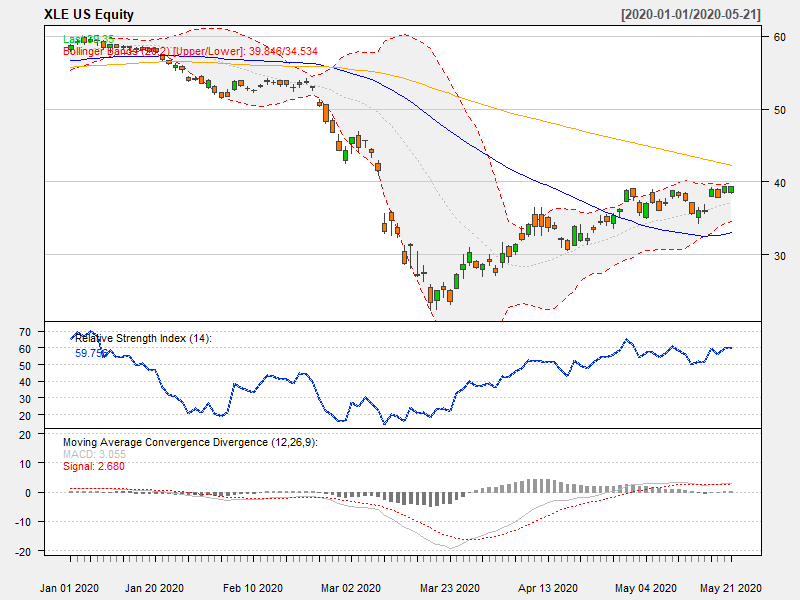 XLE US Equity [2020-01-01/2020-05-21]
Bollinger Bands (20,2) [Upper/Lower]: 39.846/34.534
60
50
40
30
Relative Strength Index (14):
70
60
50
40
30
20
Moving Average Convergence Divergence (12,26,9):
MACD: 3.055
Signal: 2.680
20
10
0
-10
-20
Jan 01 2020 Jan 20 2020 Feb 10 2020 Mar 02 2020 Mar 23 2020 Apr 13 2020 May 04 2020 May 21 2020